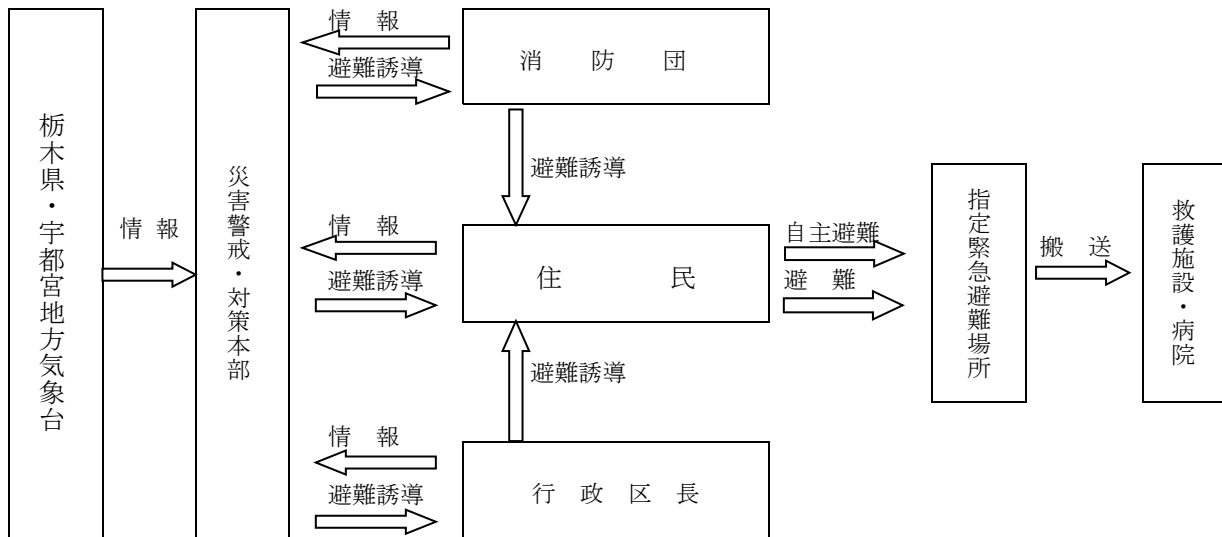 栃木県・宇都宮地方気象台
情 報
災害警戒・対策本部
情 報
避難誘導
消 防 団
避難誘導
情 報
避難誘導
住 民
自主避難
避 難
避難誘導
情 報
避難誘導
行 政 区 長
指定緊急避難場所
搬 送
救護施設・病院